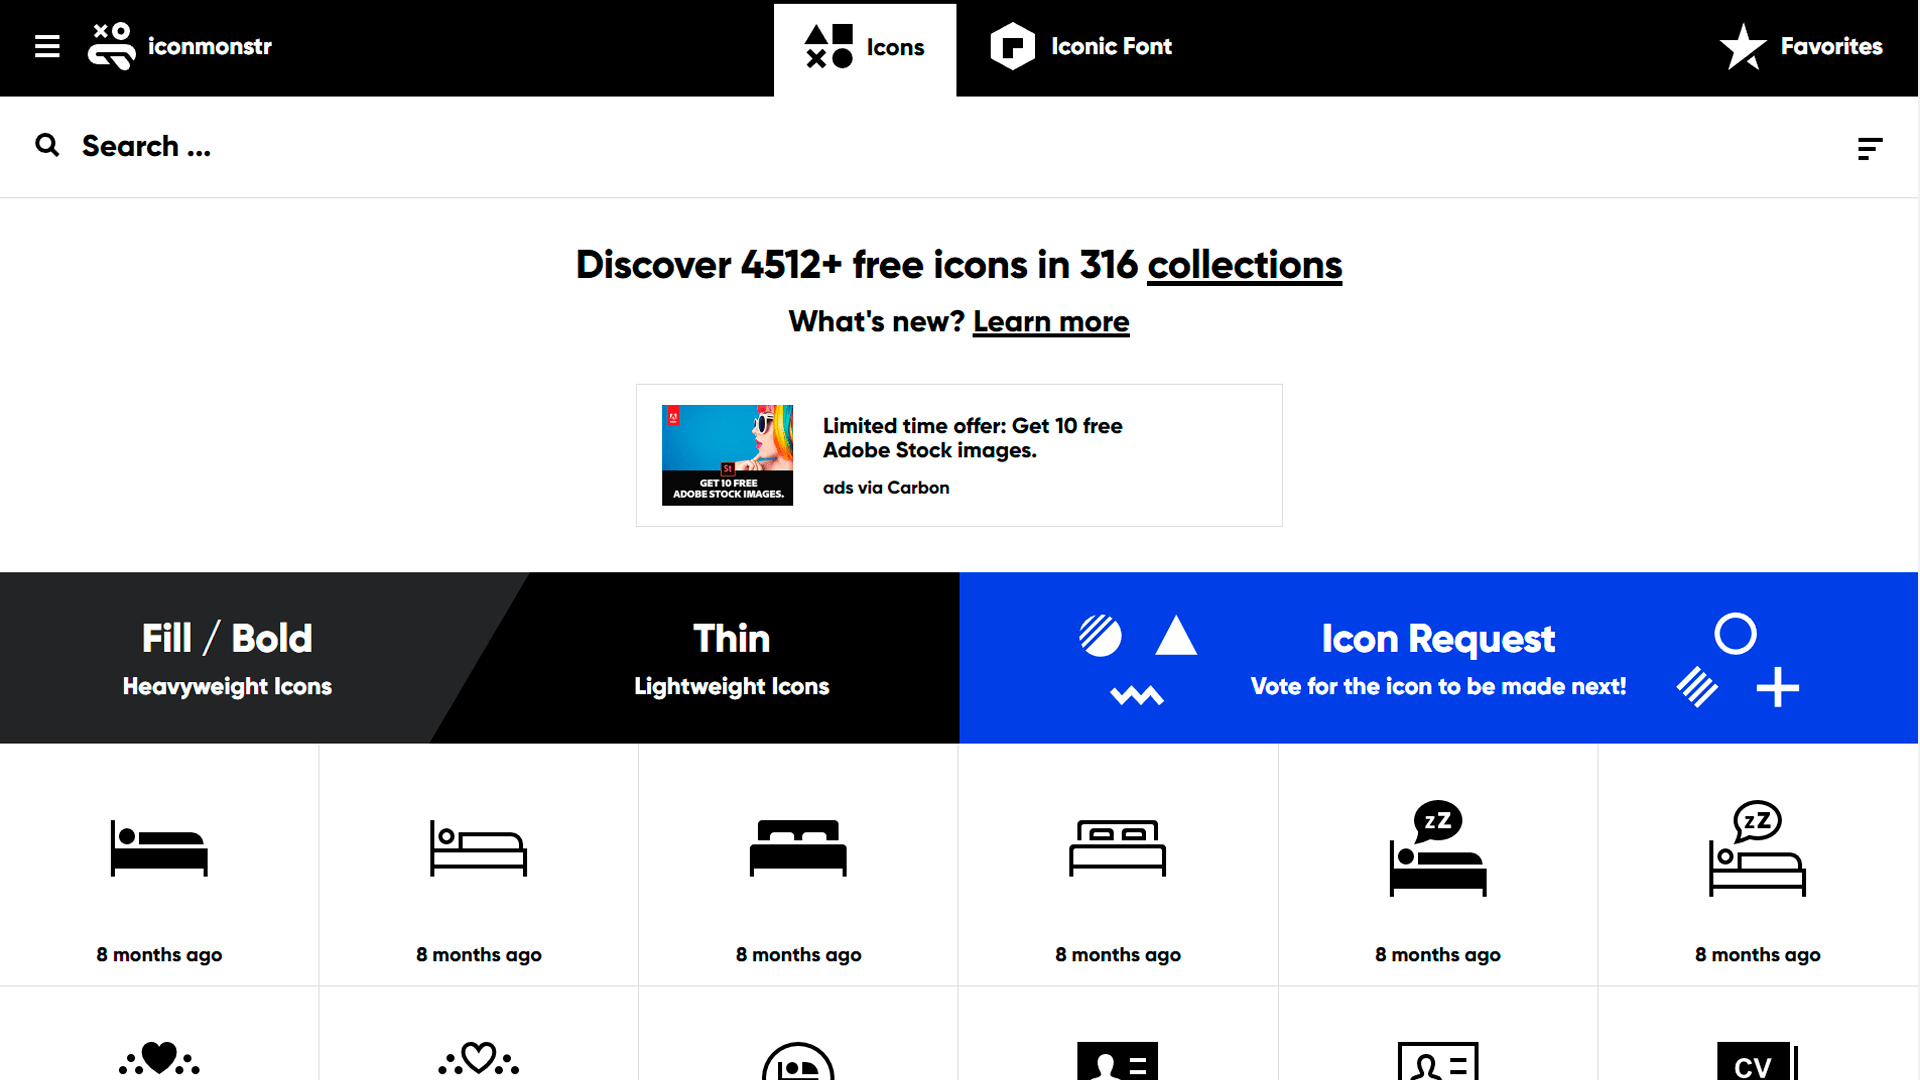 iconmonstr
Icons
Iconic Font
Favorites
Search ...
Discover 4512+ free icons in 316 collections
What's new? Learn more
St
GET 10 FREE
ADOBE STOCK IMAGES.
Limited time offer: Get 10 free
Adobe Stock images.
ads via Carbon
Fill / Bold
Heavyweight Icons
Thin
Lightweight Icons
Icon Request
Vote for the icon to be made next!
zZ
zZ
8 months ago
8 months ago
8 months ago
8 months ago
8 months ago
8 months ago
CV